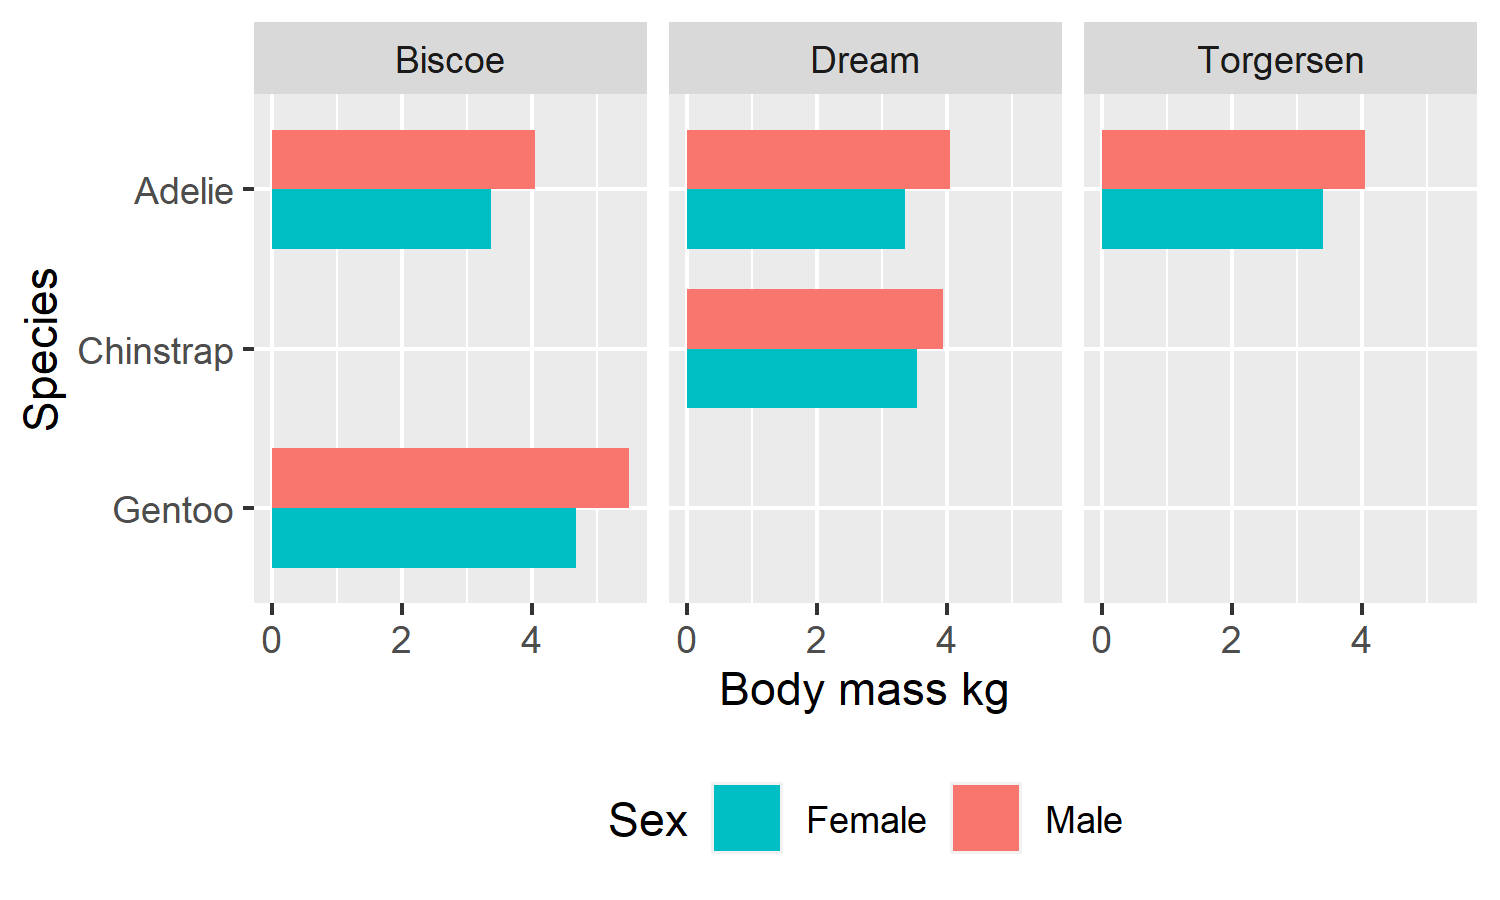 Biscoe Dream Torgersen
Species
Adelie
Chinstrap
Gentoo
0 2 4 0 2 4 0 2 4
Body mass kg
Sex Female Male